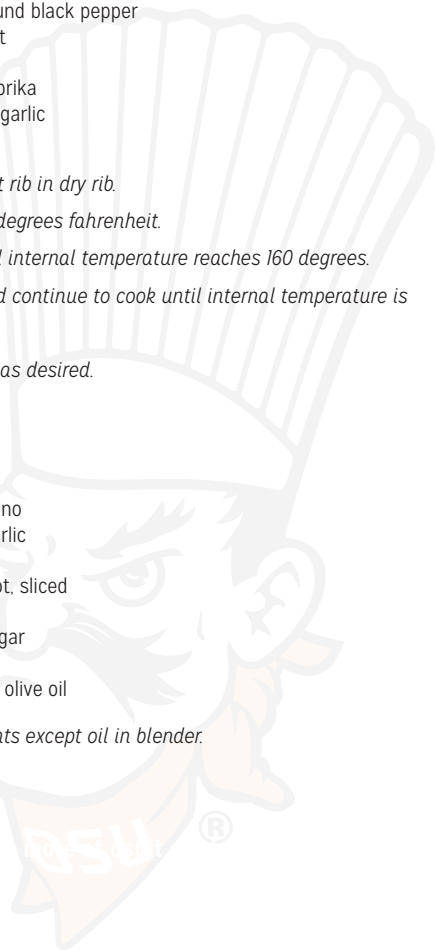 und black pepper
t
prika
garlic
t rib in dry rib.
degrees fahrenheit.
l internal temperature reaches 160 degrees.
d continue to cook until internal temperature is
as desired.
no
rlic
ot, sliced
gar
olive oil
nts except oil in blender.
®